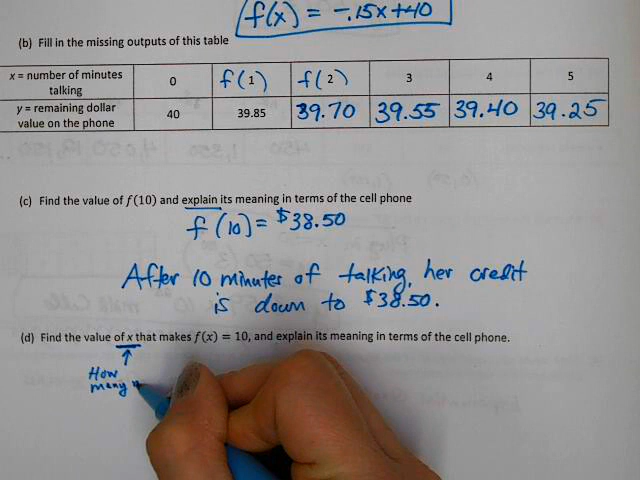 f(x) = -.15x+40
(b) Fill in the missing outputs of this table
x = number of minutes talking 0 f(1) f(2) 3 4 5
y = remaining dollar value on the phone 40 39.85 39.70 39.55 39.40 39.25
(c) Find the value of f(10) and explain its meaning in terms of the cell phone
f(10) = $38.50
After 10 minutes of talking, her credit
is down to $38.50.
(d) Find the value of x that makes f(x) = 10, and explain its meaning in terms of the cell phone.
How
many